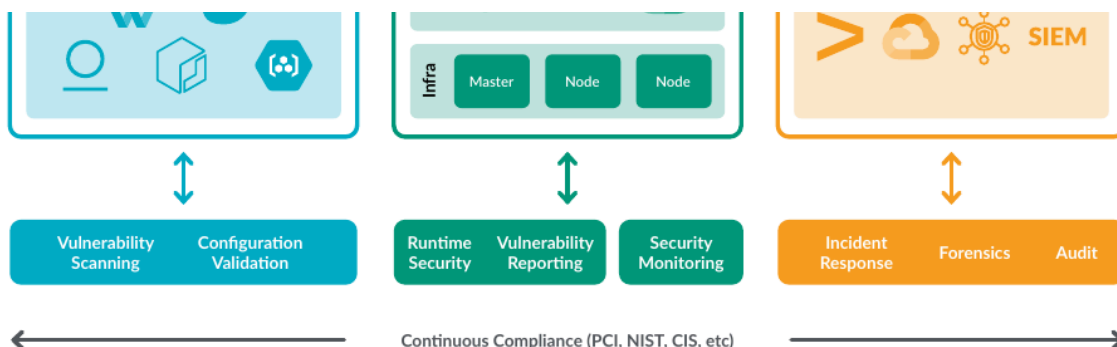 SIEM
Infra
Master
Node
Node
Vulnerability
Scanning
Configuration
Validation
Runtime
Security
Vulnerability
Reporting
Security
Monitoring
Incident
Response
Forensics
Audit
Continuous Compliance (PCI, NIST, CIS, etc)